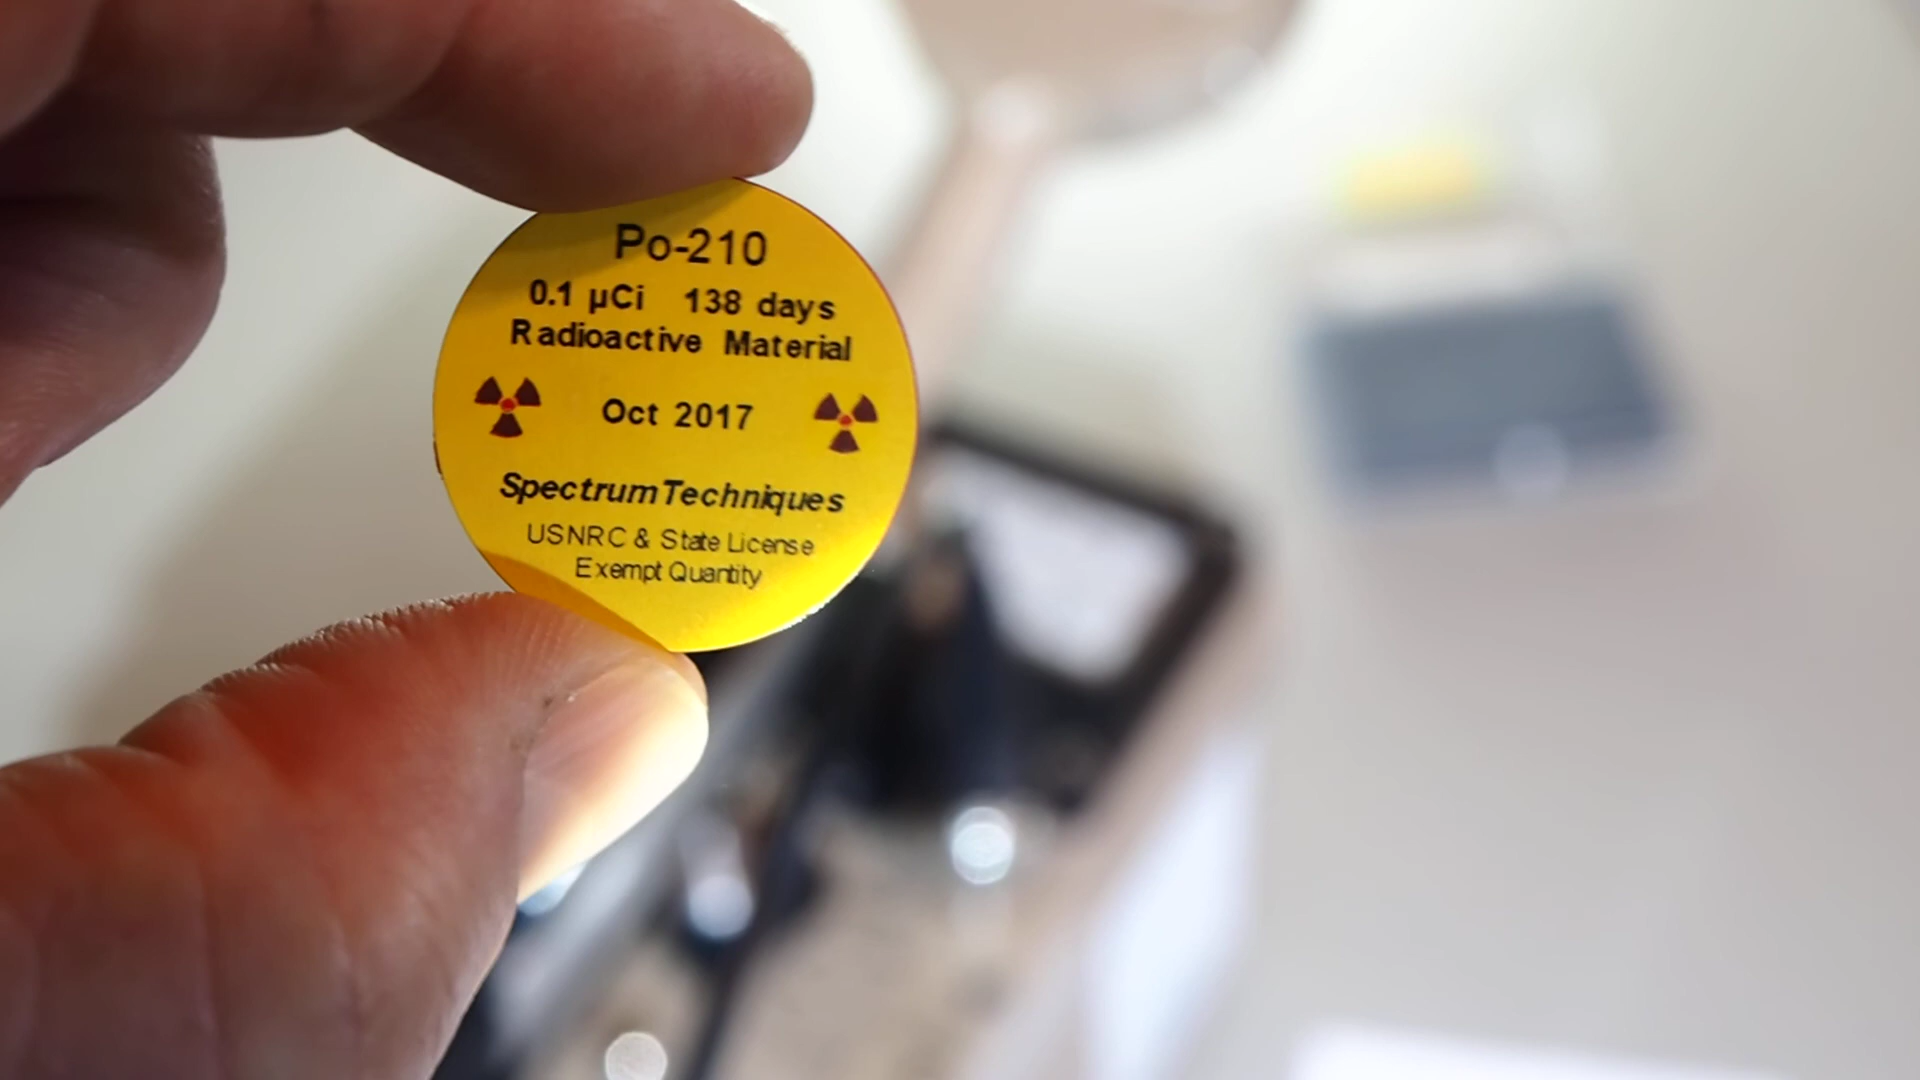 Po-210
0.1 µCi 138 days
Radioactive Material
Oct 2017
SpectrumTechniques
USNRC & State License
Exempt Quantity